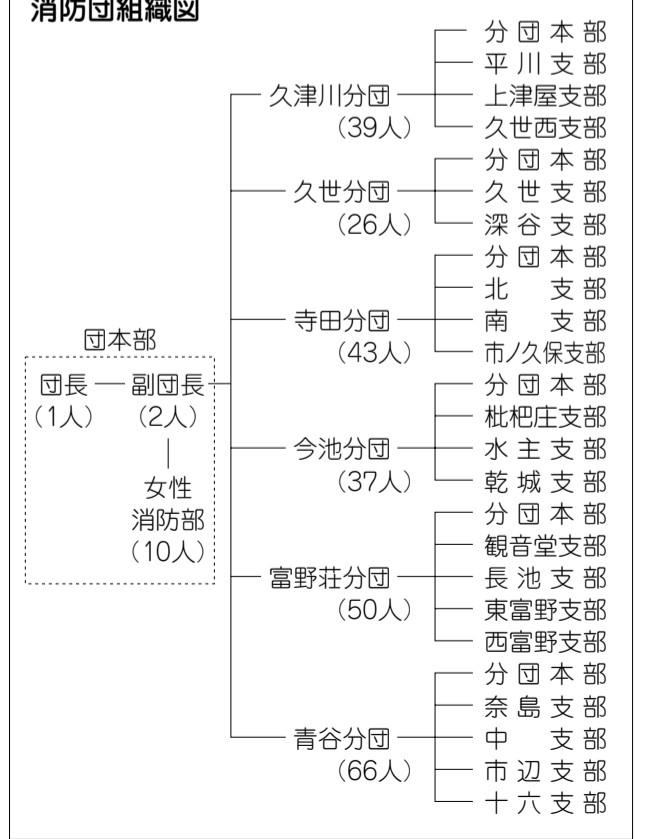 消防団組織図
団本部
団長
(1人)
副団長
(2人)
女性
消防部
(10人)
久津川分団
(39人)
分団本部
平川支部
上津屋支部
久世西支部
久世分団
(26人)
分団本部
久世支部
深谷支部
寺田分団
(43人)
分団本部
北支部
南支部
市ノ久保支部
今池分団
(37人)
分団本部
枇杷庄支部
水主支部
乾城支部
富野荘分団
(50人)
分団本部
観音堂支部
長池支部
東富野支部
西富野支部
青谷分団
(66人)
分団本部
奈島支部
中支部
市辺支部
十六支部